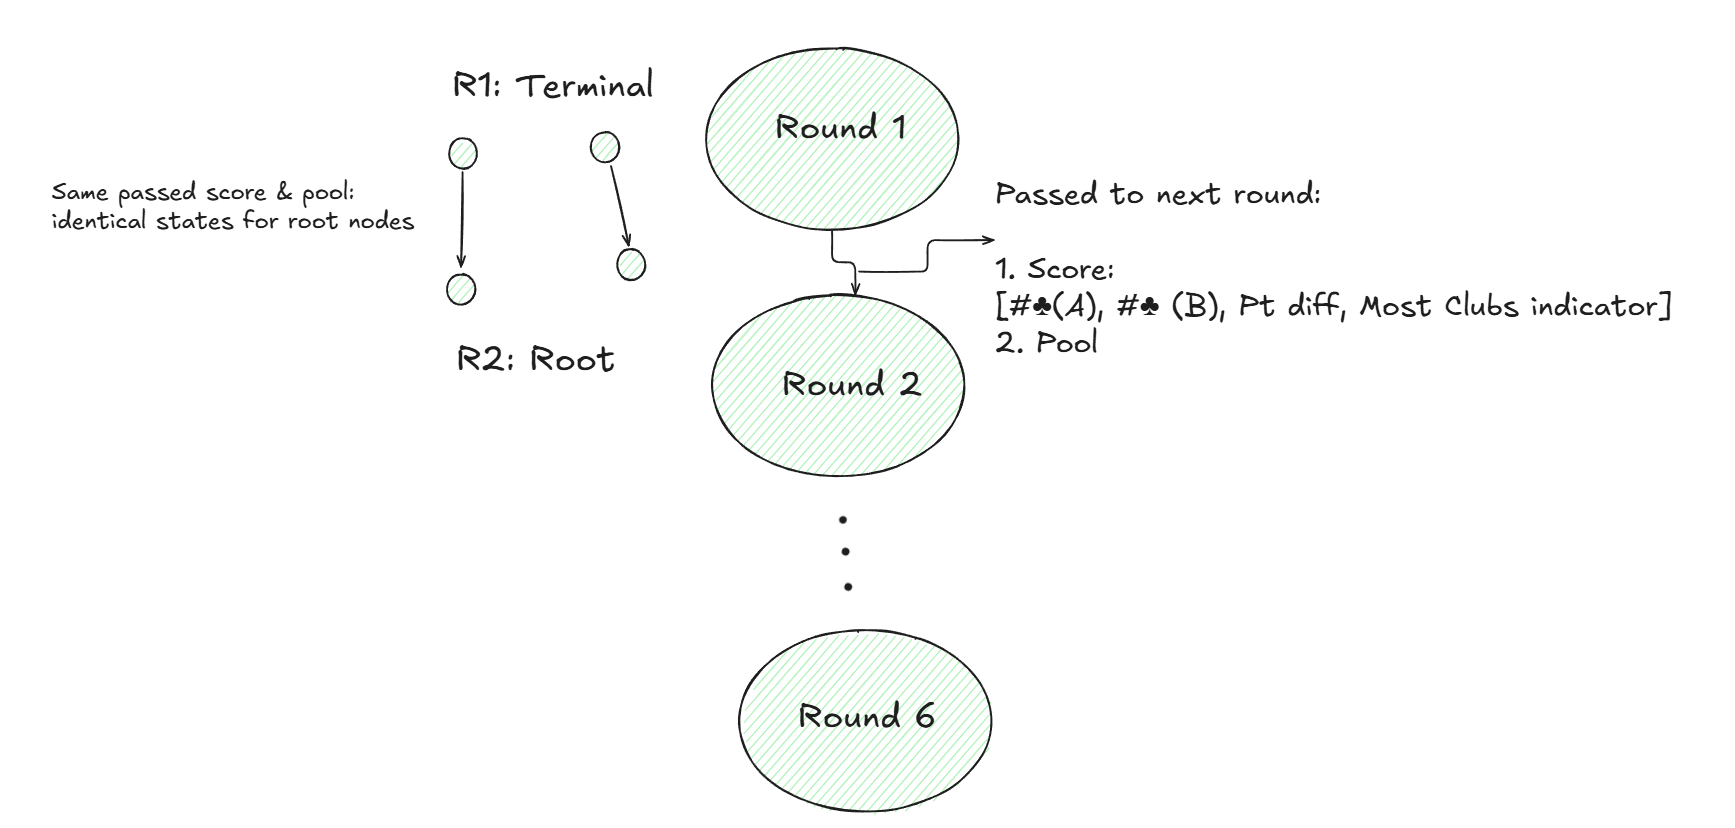 R1: Terminal
Same passed score & pool:
identical states for root nodes
R2: Root
Round 1
Passed to next round:
1. Score:
[#♣(A), #♣ (B), Pt diff, Most Clubs indicator]
2. Pool
Round 2
Round 6